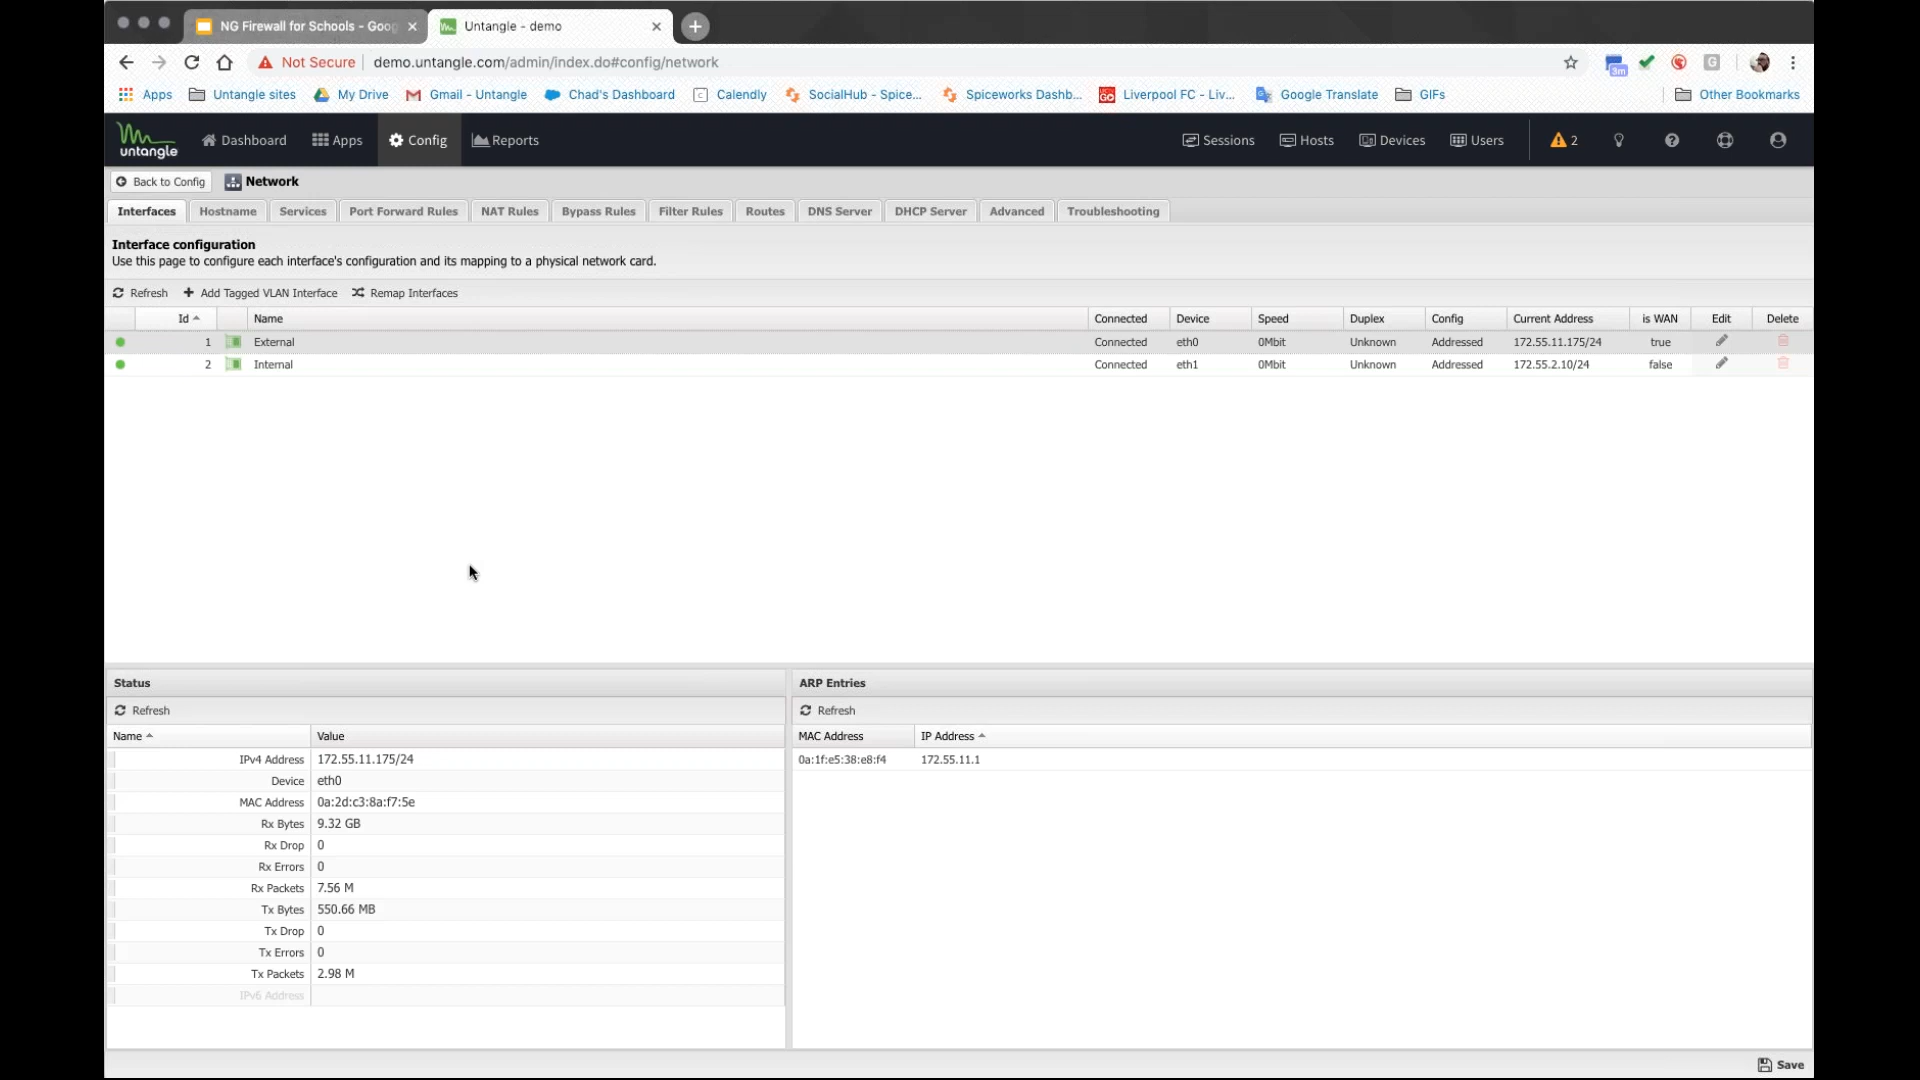 NG Firewall for Schools - Goog
Untangle - demo
Not Secure demo.untangle.com/admin/index.do#config/network
3m
G
Apps Untangle sites My Drive Gmail - Untangle Chad's Dashboard Calendly SocialHub - Spice... Spiceworks Dashb... Liverpool FC - Liv... Google Translate GIFs Other Bookmarks
untangle Dashboard Apps Config Reports Sessions Hosts Devices Users 2
Back to Config Network
Interfaces Hostname Services Port Forward Rules NAT Rules Bypass Rules Filter Rules Routes DNS Server DHCP Server Advanced Troubleshooting
Interface configuration
Use this page to configure each interface's configuration and its mapping to a physical network card.
Refresh Add Tagged VLAN Interface Remap Interfaces
Id Name Connected Device Speed Duplex Config Current Address is WAN Edit Delete
1 External Connected eth0 0Mbit Unknown Addressed 172.55.11.175/24 true
2 Internal Connected eth1 0Mbit Unknown Addressed 172.55.2.10/24 false
Status
Refresh
Name Value
IPv4 Address 172.55.11.175/24
Device eth0
MAC Address 0a:2d:c3:8a:f7:5e
Rx Bytes 9.32 GB
Rx Drop 0
Rx Errors 0
Rx Packets 7.56 M
Tx Bytes 550.66 MB
Tx Drop 0
Tx Errors 0
Tx Packets 2.98 M
IPv6 Address
ARP Entries
Refresh
MAC Address IP Address
0a:1f:e5:38:e8:f4 172.55.11.1
Save